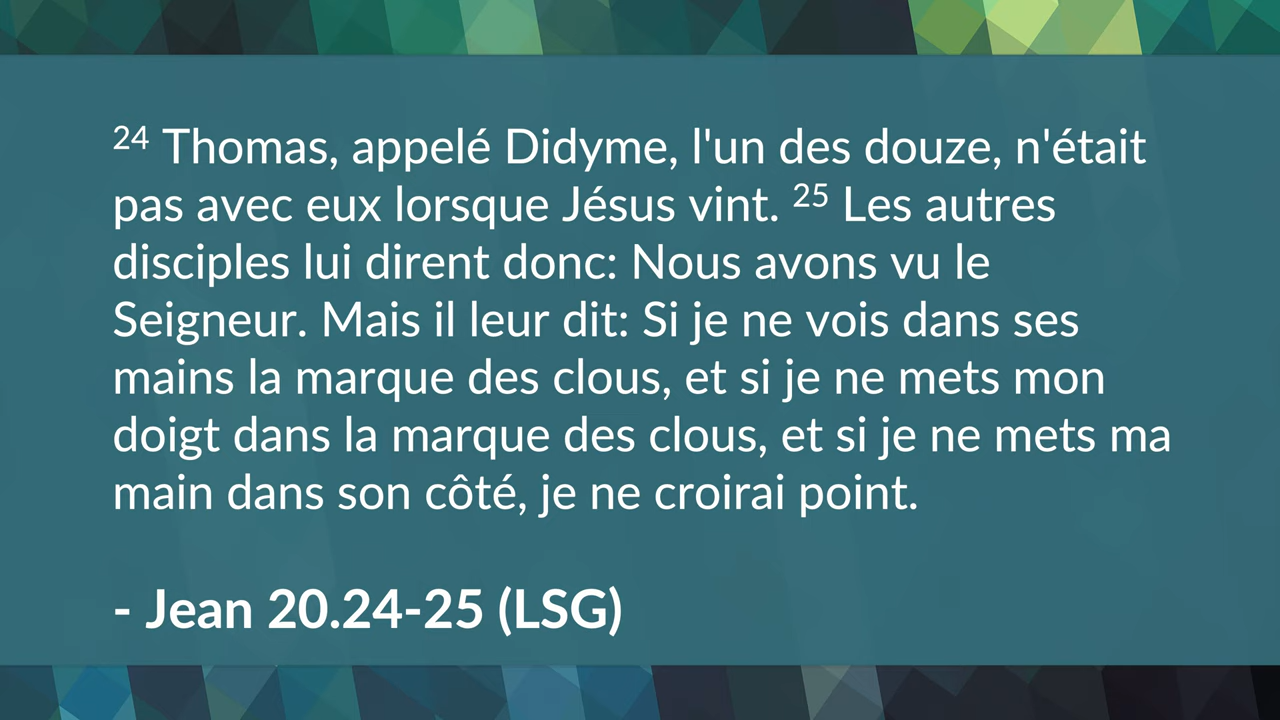 24 Thomas, appelé Didyme, l'un des douze, n'était
pas avec eux lorsque Jésus vint. 25 Les autres
disciples lui dirent donc: Nous avons vu le
Seigneur. Mais il leur dit: Si je ne vois dans ses
mains la marque des clous, et si je ne mets mon
doigt dans la marque des clous, et si je ne mets ma
main dans son côté, je ne croirai point.
- Jean 20.24-25 (LSG)